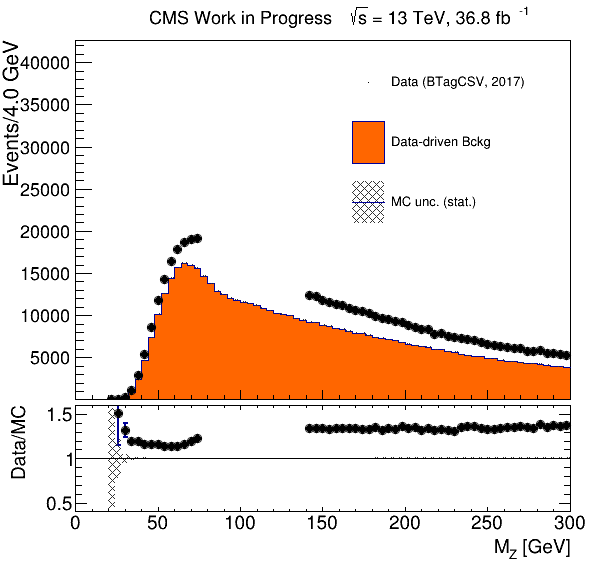 CMS Work in Progress √s = 13 TeV, 36.8 fb⁻¹
Events/4.0 GeV
40000
35000
30000
25000
20000
15000
10000
5000
Data (BTagCSV, 2017)
Data-driven Bckg
MC unc. (stat.)
Data/MC
1.5
1
0.5
0 50 100 150 200 250 300
M_Z [GeV]